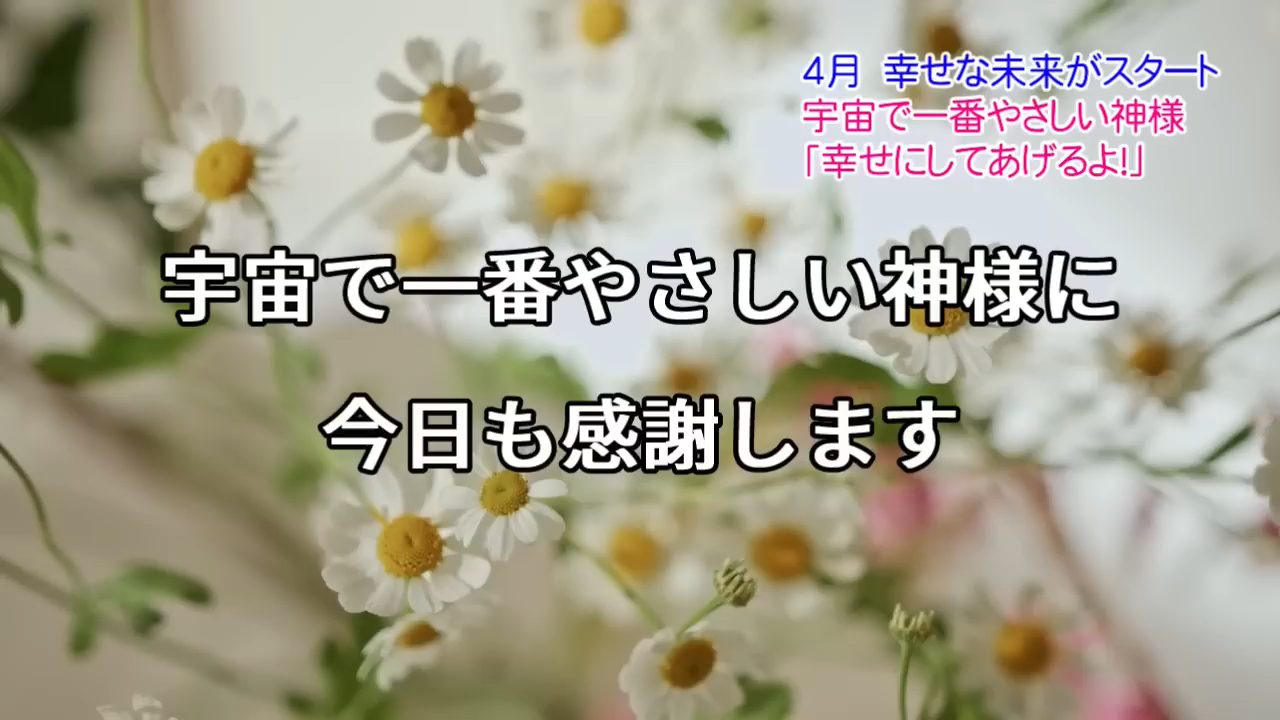 4月 幸せな未来がスタート
宇宙で一番やさしい神様
「幸せにしてあげるよ!」
宇宙で一番やさしい神様に
今日も感謝します